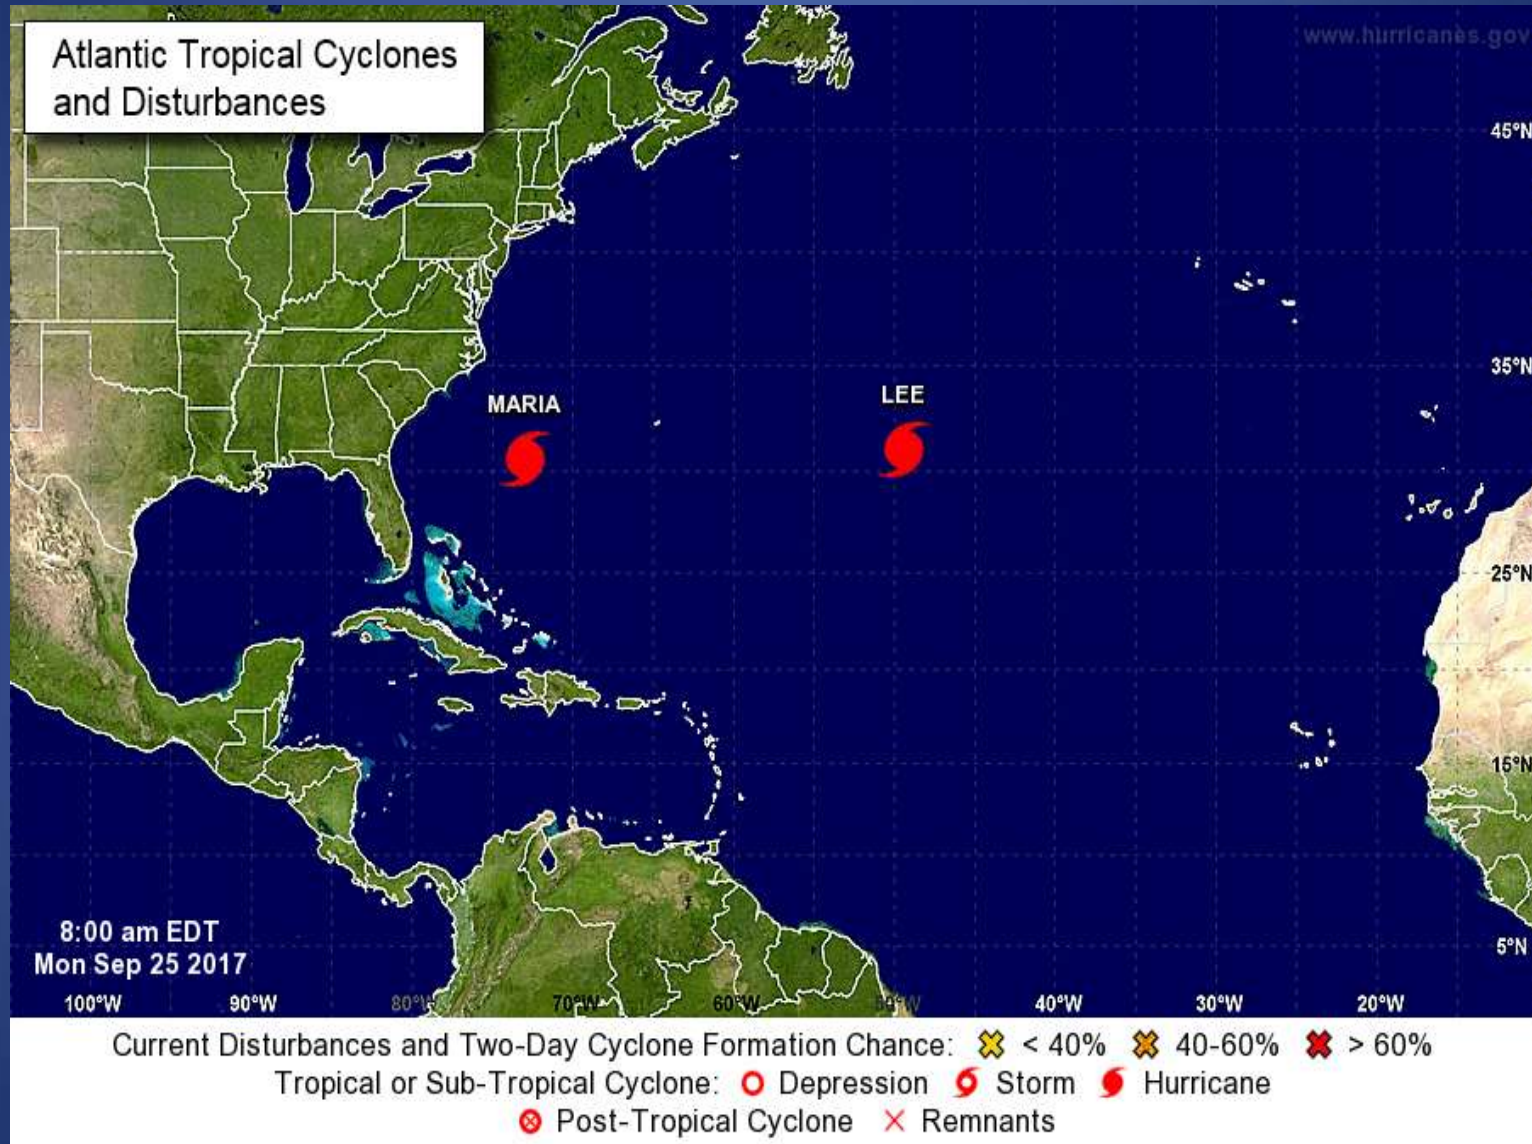 Atlantic Tropical Cyclones
and Disturbances
www.hurricanes.gov
45°N
35°N
MARIA
LEE
25°N
15°N
5°N
8:00 am EDT
Mon Sep 25 2017
100°W 90°W 80°W 70°W 60°W 50°W 40°W 30°W 20°W
Current Disturbances and Two-Day Cyclone Formation Chance: < 40% 40-60% > 60%
Tropical or Sub-Tropical Cyclone: Depression Storm Hurricane
Post-Tropical Cyclone Remnants